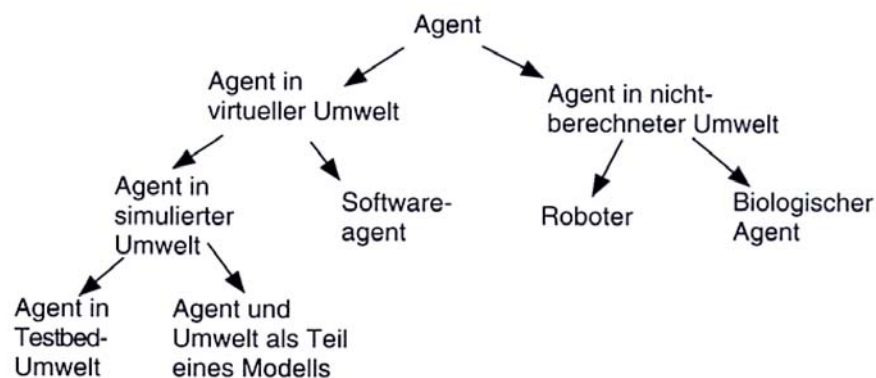 Agent
Agent in
virtueller Umwelt
Agent in nicht-
berechneter Umwelt
Agent in
simulierter
Umwelt
Software-
agent
Roboter
Biologischer
Agent
Agent in
Testbed-
Umwelt
Agent und
Umwelt als Teil
eines Modells